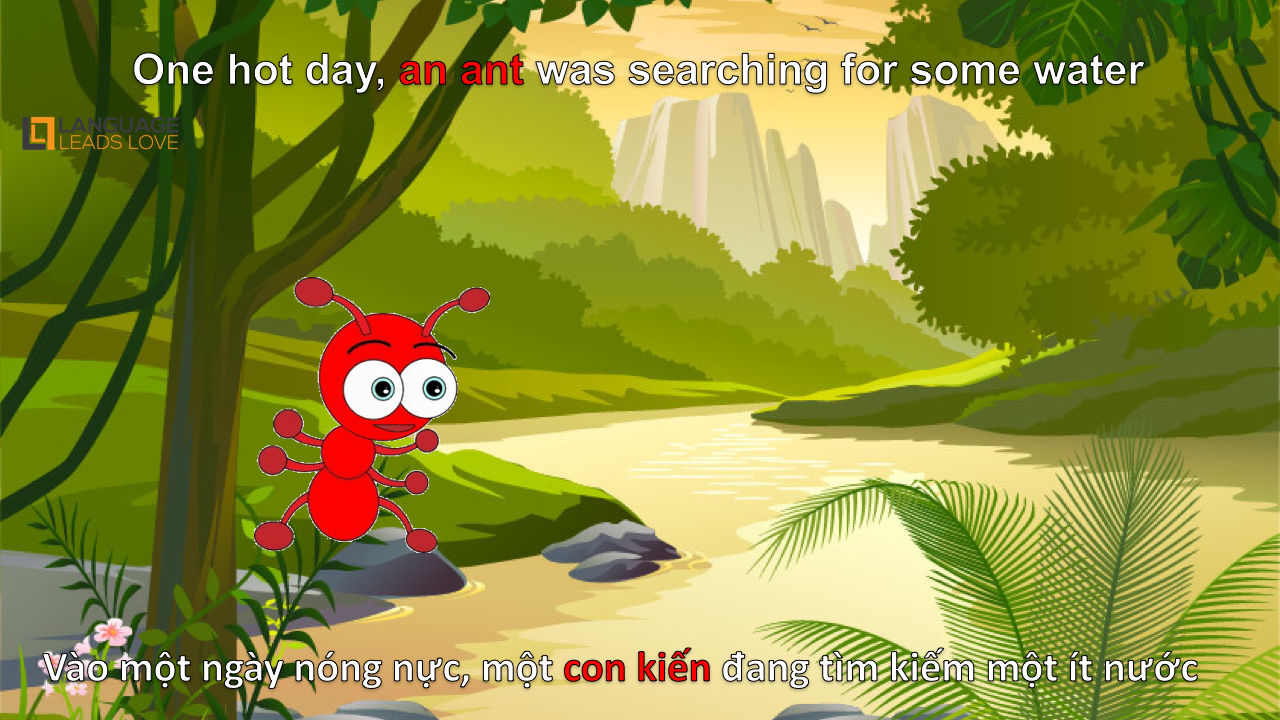 One hot day, an ant was searching for some water
LANGUAGE
LEADS LOVE
Vào một ngày nóng nực, một con kiến đang tìm kiếm một ít nước